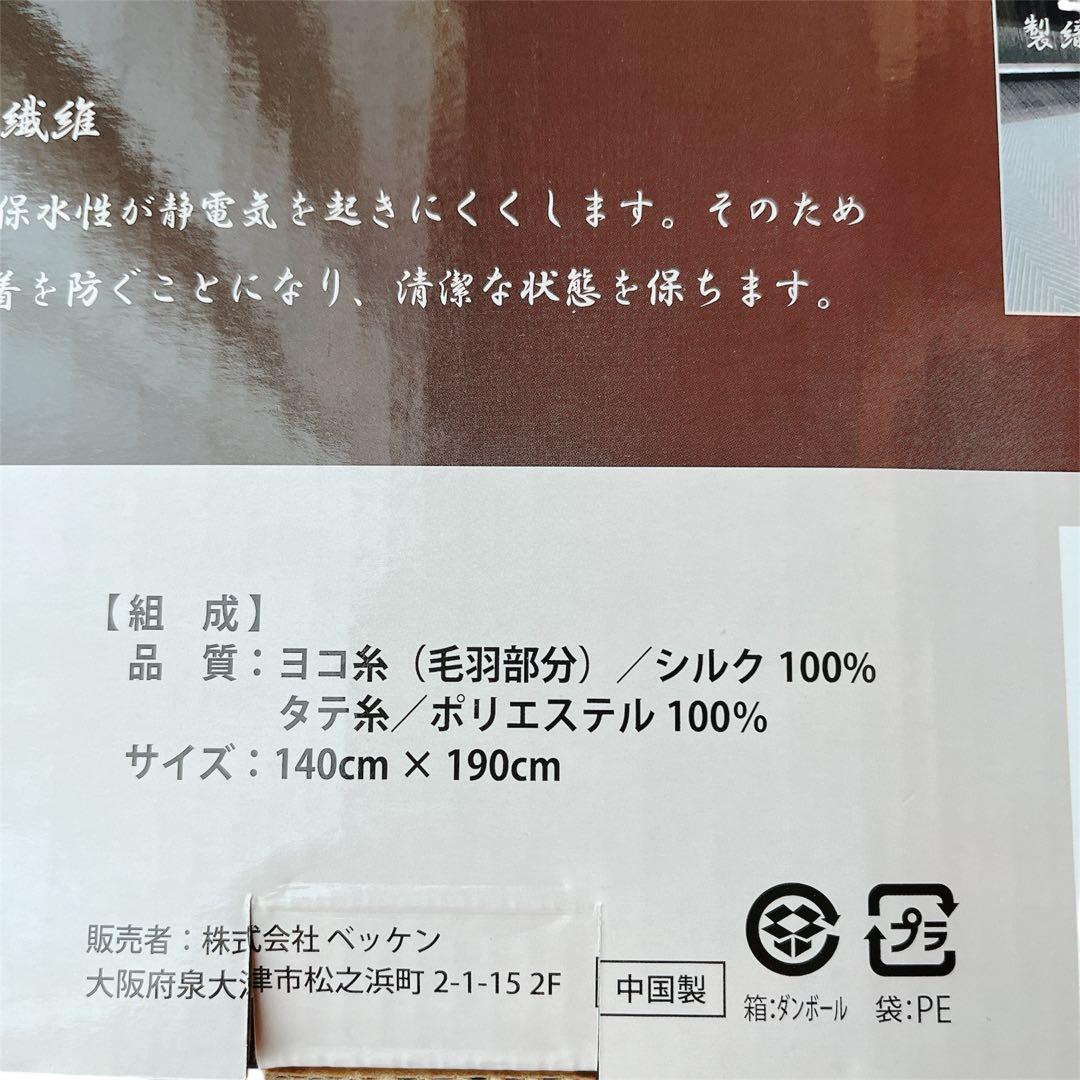 製
繊維
保水性が静電気を起きにくくします。そのため
着を防ぐことになり、清潔な状態を保ちます。
【組　成】
品　質：ヨコ糸（毛羽部分）／シルク 100%
タテ糸／ポリエステル 100%
サイズ：140cm × 190cm
販売者：株式会社 ベッケン
大阪府泉大津市松之浜町 2-1-15 2F
中国製
プラ
箱：ダンボール
袋：PE